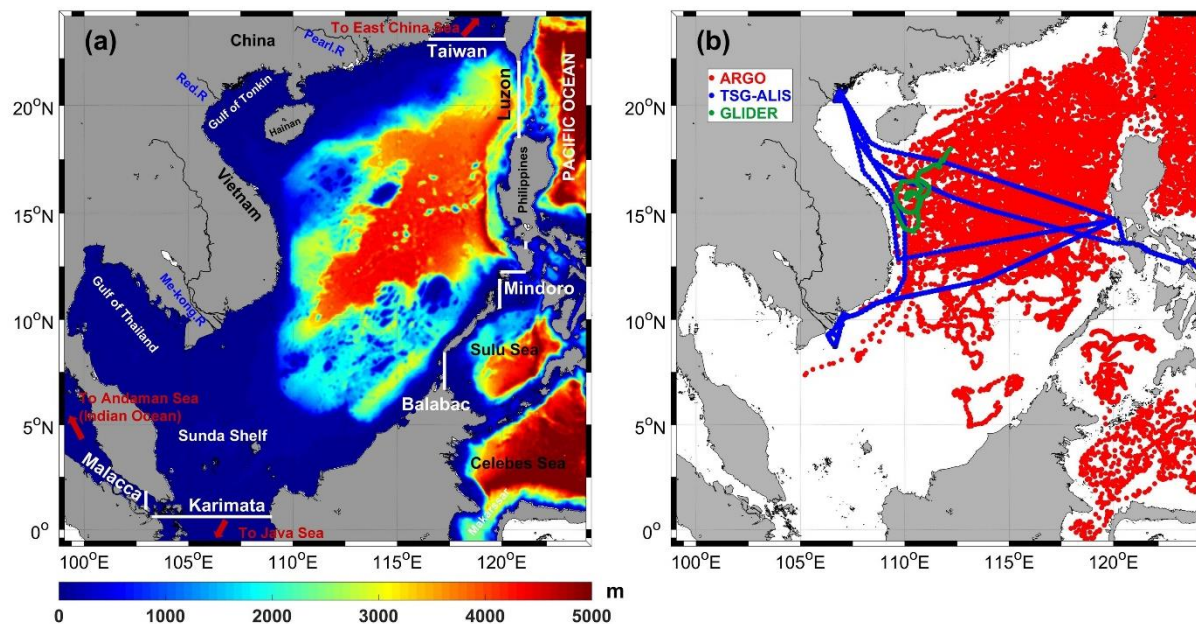 (a)
To East China Sea
China
Pearl.R
Taiwan
Red.R
Gulf of Tonkin
Hainan
Luzon
PACIFIC OCEAN
Vietnam
Philippines
Me-kong.R
Gulf of Thailand
Mindoro
Sulu Sea
To Andaman Sea
(Indian Ocean)
Balabac
Sunda Shelf
Malacca
Celebes Sea
Karimata
To Java Sea
20°N
15°N
10°N
5°N
0°
100°E 105°E 110°E 115°E 120°E
m
0 1000 2000 3000 4000 5000
(b)
ARGO
TSG-ALIS
GLIDER
20°N
15°N
10°N
5°N
0°
100°E 105°E 110°E 115°E 120°E